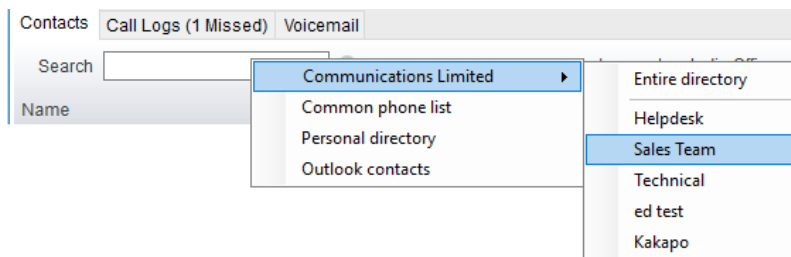 Contacts Call Logs (1 Missed) Voicemail
Search
Name
Communications Limited
Common phone list
Personal directory
Outlook contacts
Entire directory
Helpdesk
Sales Team
Technical
ed test
Kakapo